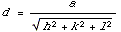 d = a / √(h² + k² + l²)